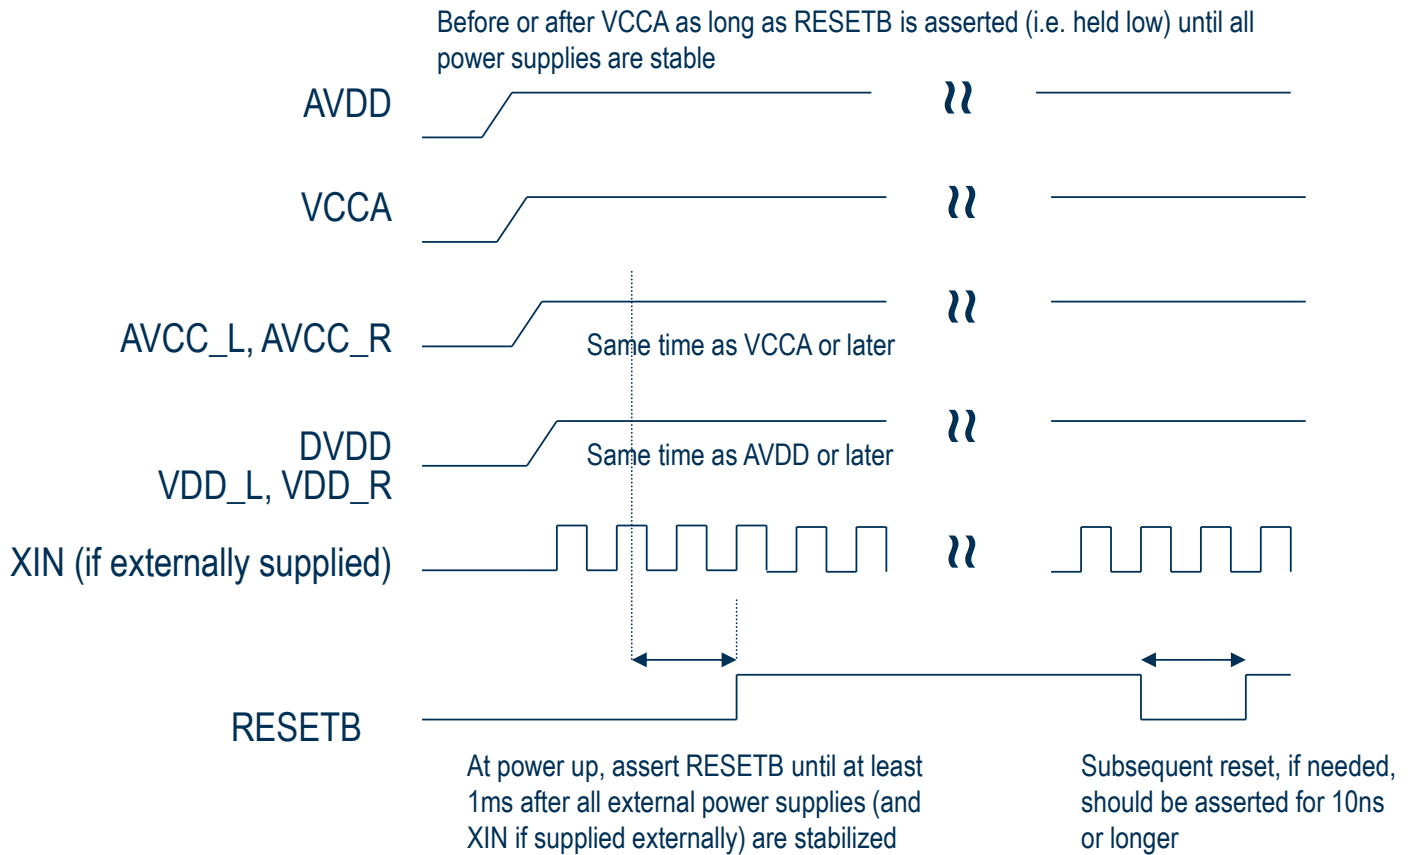 Before or after VCCA as long as RESETB is asserted (i.e. held low) until all
power supplies are stable
AVDD
VCCA
AVCC_L, AVCC_R
Same time as VCCA or later
DVDD
VDD_L, VDD_R
Same time as AVDD or later
XIN (if externally supplied)
RESETB
At power up, assert RESETB until at least
1ms after all external power supplies (and
XIN if supplied externally) are stabilized
Subsequent reset, if needed,
should be asserted for 10ns
or longer